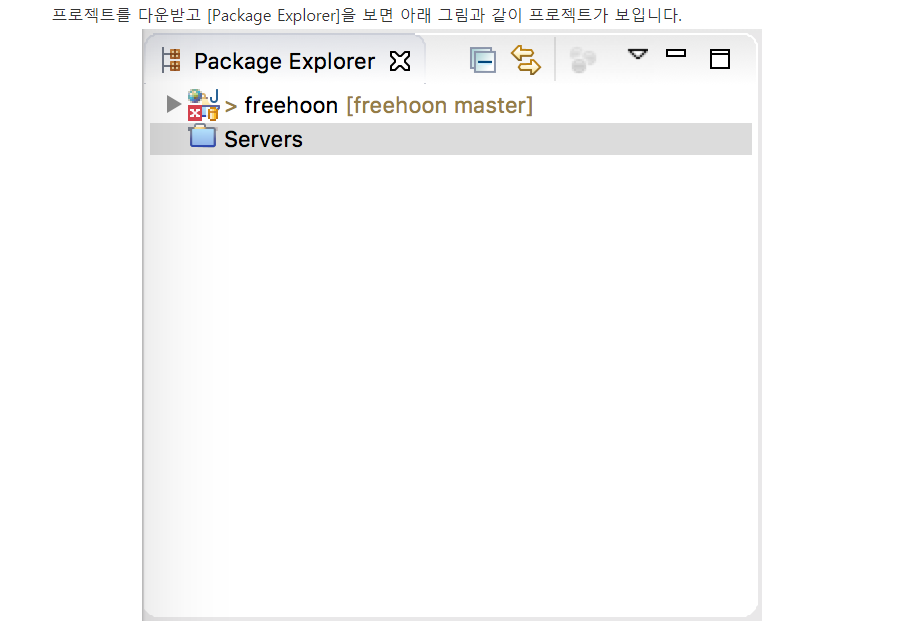 프로젝트를 다운받고 [Package Explorer]을 보면 아래 그림과 같이 프로젝트가 보입니다.
Package Explorer
> freehoon [freehoon master]
Servers